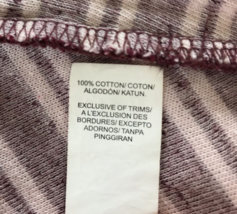 100% COTTON/ COTON/
ALGODÓN/ KATUN.
EXCLUSIVE OF TRIMS/
A L'EXCLUSION DES
BORDURES/ EXCEPTO
ADORNOS/ TANPA
PINGGIRAN